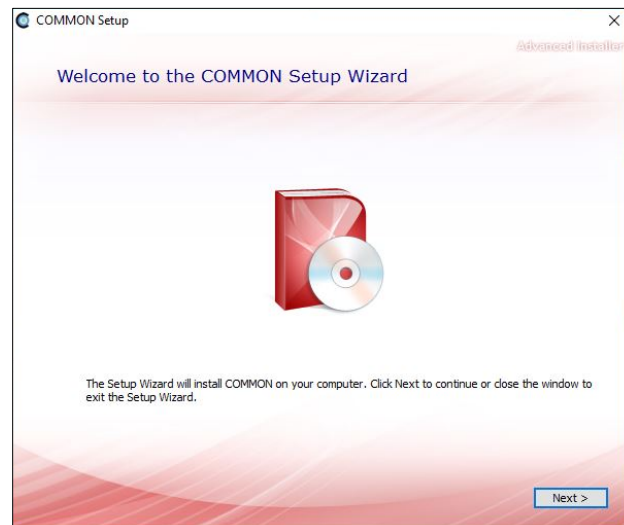 COMMON Setup
Advanced Installer
Welcome to the COMMON Setup Wizard
The Setup Wizard will install COMMON on your computer. Click Next to continue or close the window to
exit the Setup Wizard.
Next >